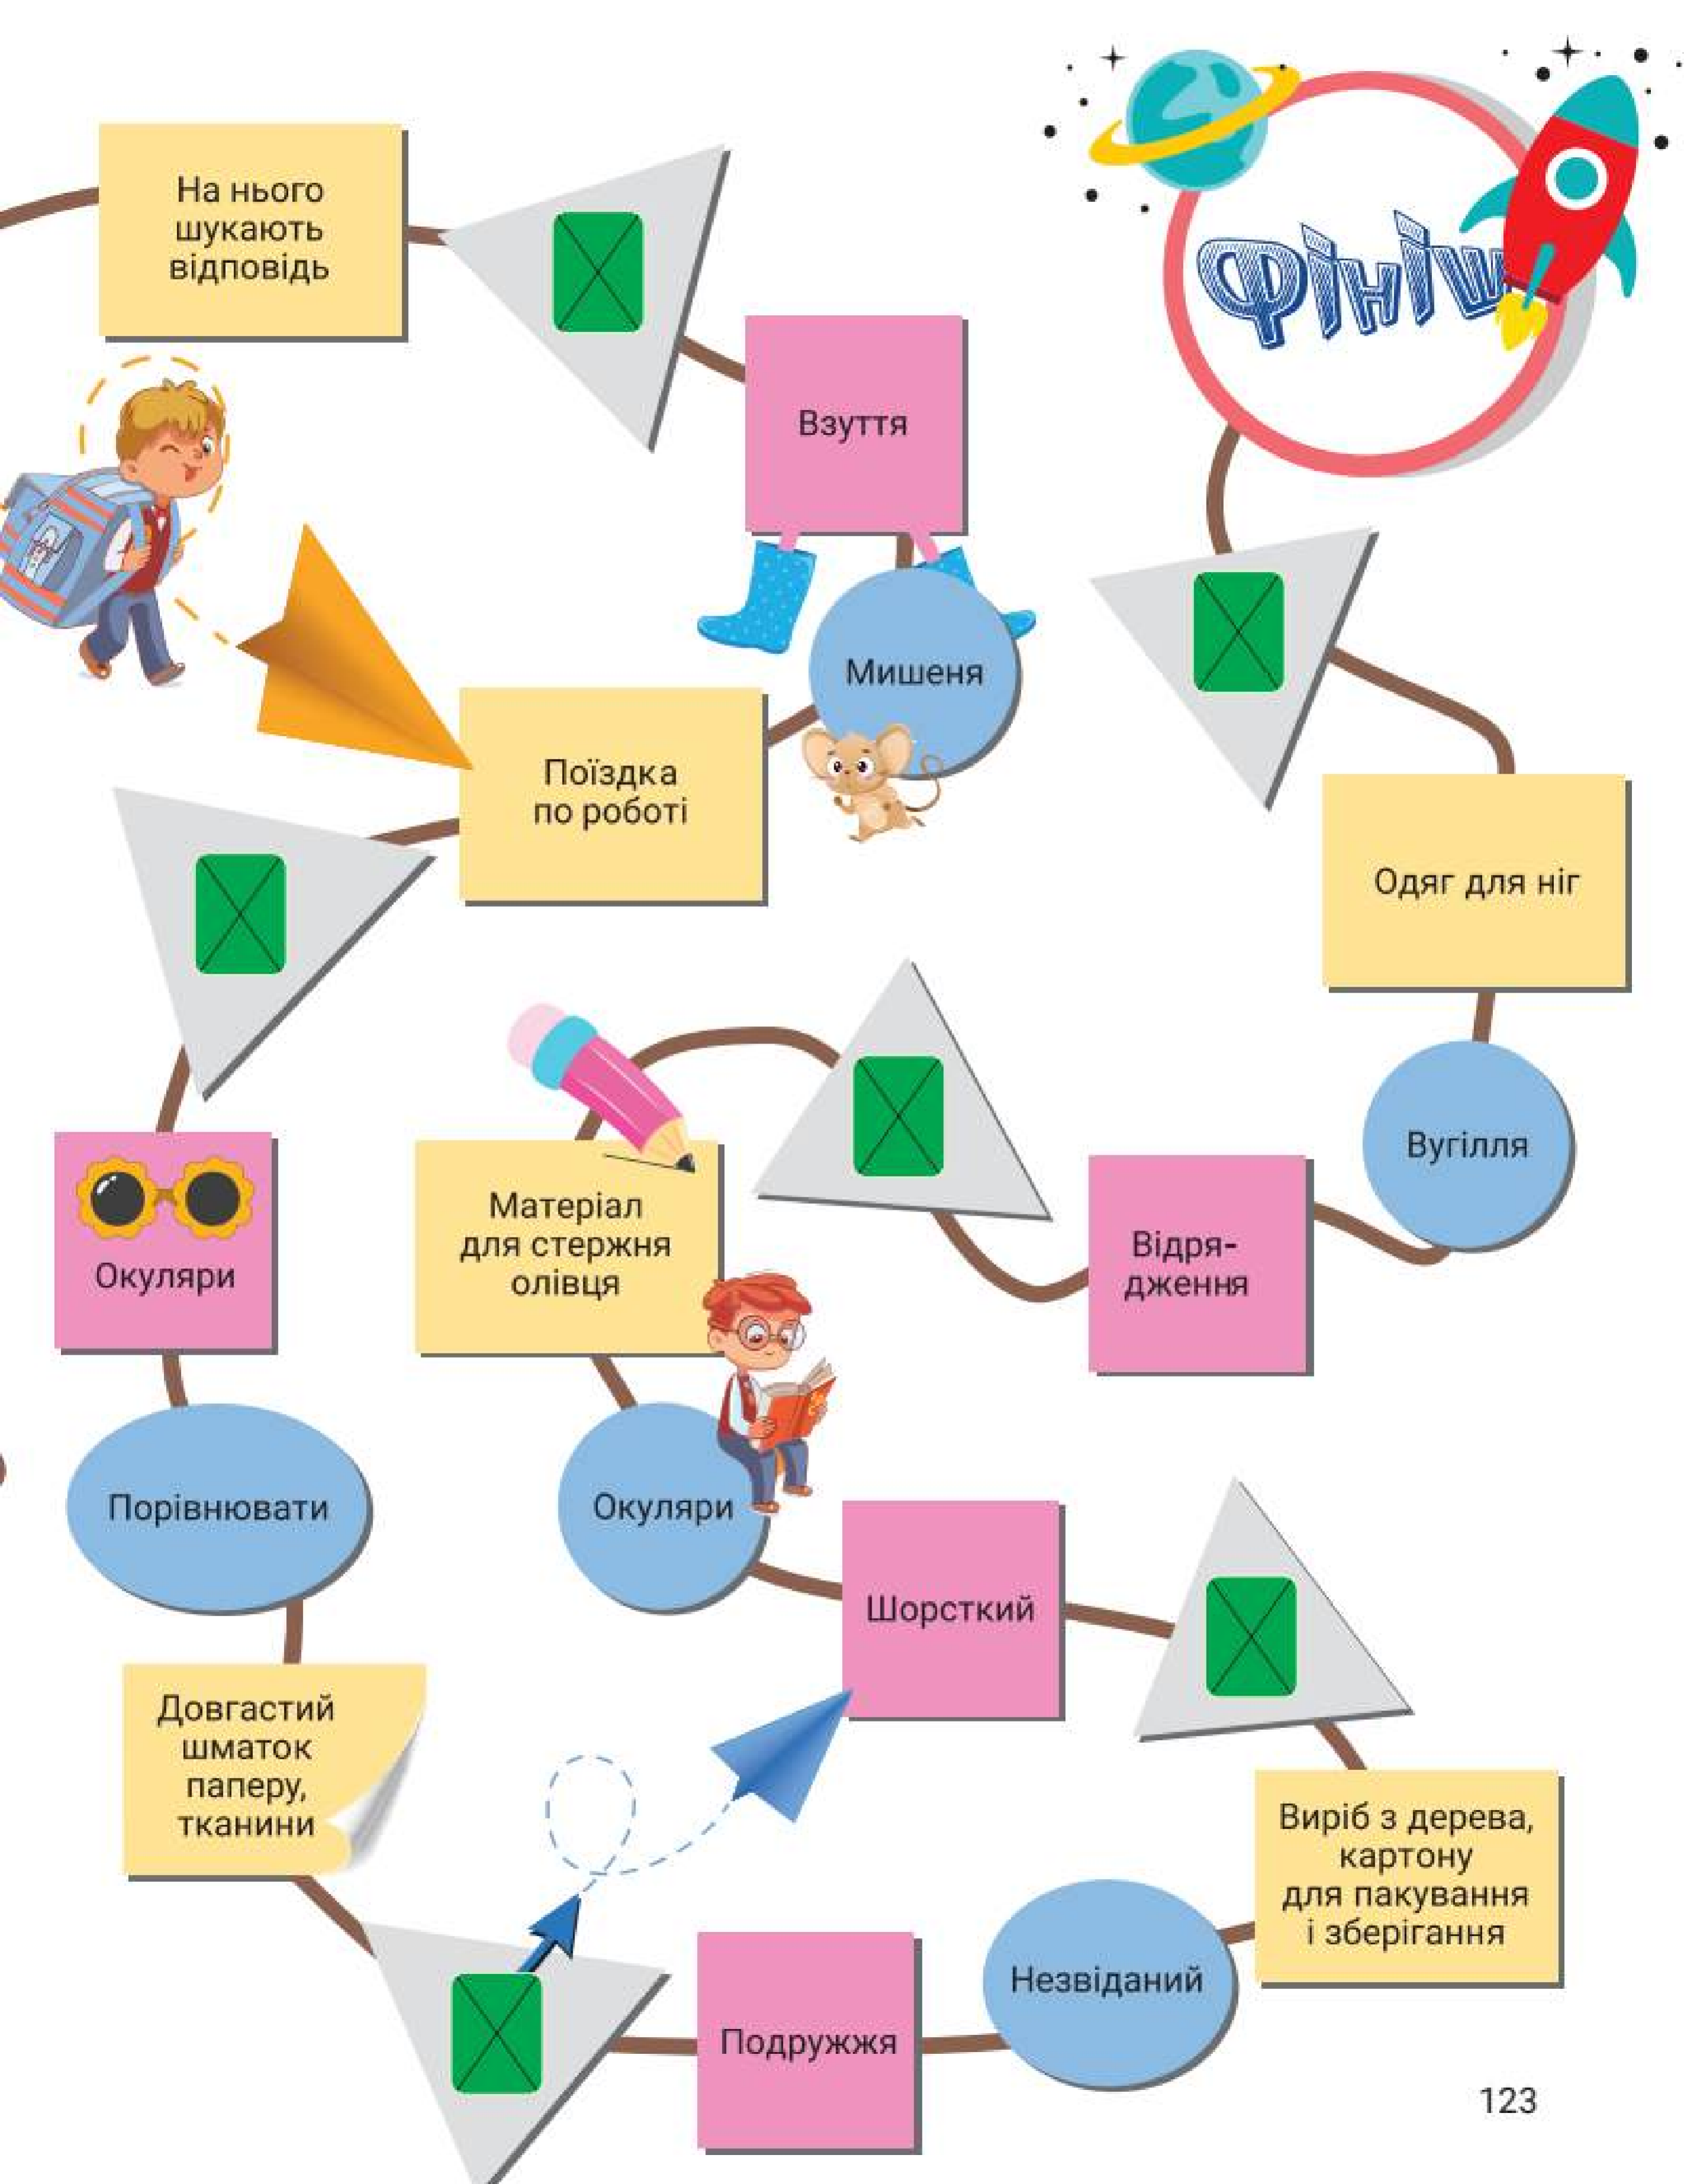 На нього
шукають
відповідь
Фініш
Взуття
Мишеня
Поїздка
по роботі
Одяг для ніг
Вугілля
Матеріал
для стержня
олівця
Відря-
дження
Окуляри
Порівнювати
Окуляри
Шорсткий
Довгастий
шматок
паперу,
тканини
Виріб з дерева,
картону
для пакування
і зберігання
Незвіданий
Подружжя
123